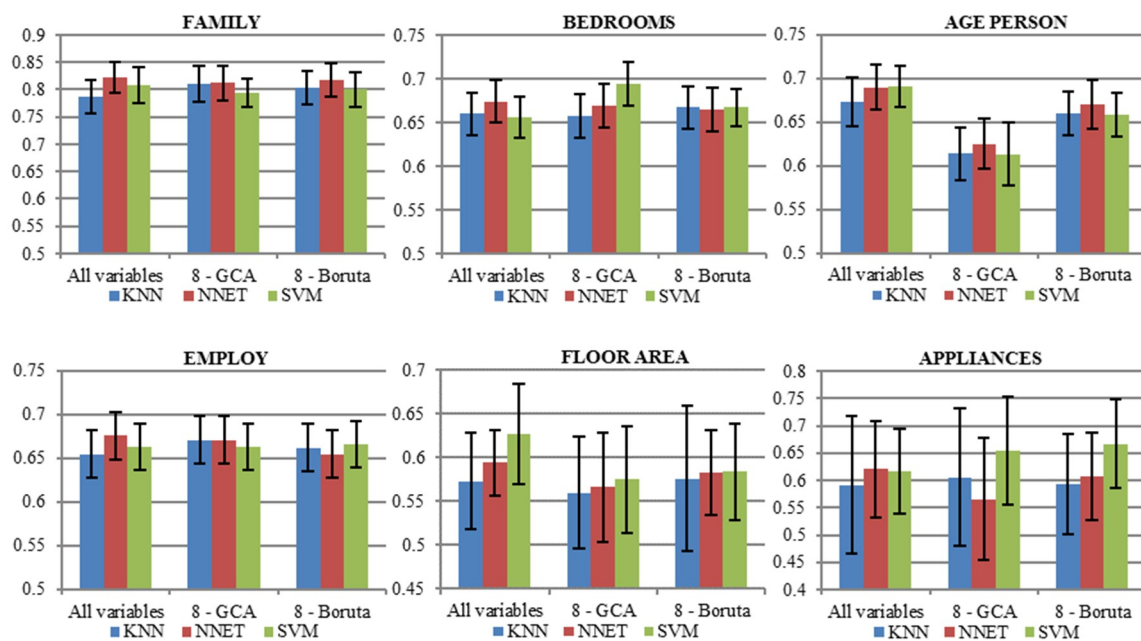 FAMILY
0.9
0.85
0.8
0.75
0.7
0.65
0.6
0.55
0.5
All variables 8 - GCA 8 - Boruta
KNN NNET SVM
BEDROOMS
0.75
0.7
0.65
0.6
0.55
0.5
All variables 8 - GCA 8 - Boruta
KNN NNET SVM
AGE PERSON
0.75
0.7
0.65
0.6
0.55
0.5
All variables 8 - GCA 8 - Boruta
KNN NNET SVM
EMPLOY
0.75
0.7
0.65
0.6
0.55
0.5
All variables 8 - GCA 8 - Boruta
KNN NNET SVM
FLOOR AREA
0.7
0.65
0.6
0.55
0.5
0.45
All variables 8 - GCA 8 - Boruta
KNN NNET SVM
APPLIANCES
0.8
0.75
0.7
0.65
0.6
0.55
0.5
0.45
0.4
All variables 8 - GCA 8 - Boruta
KNN NNET SVM